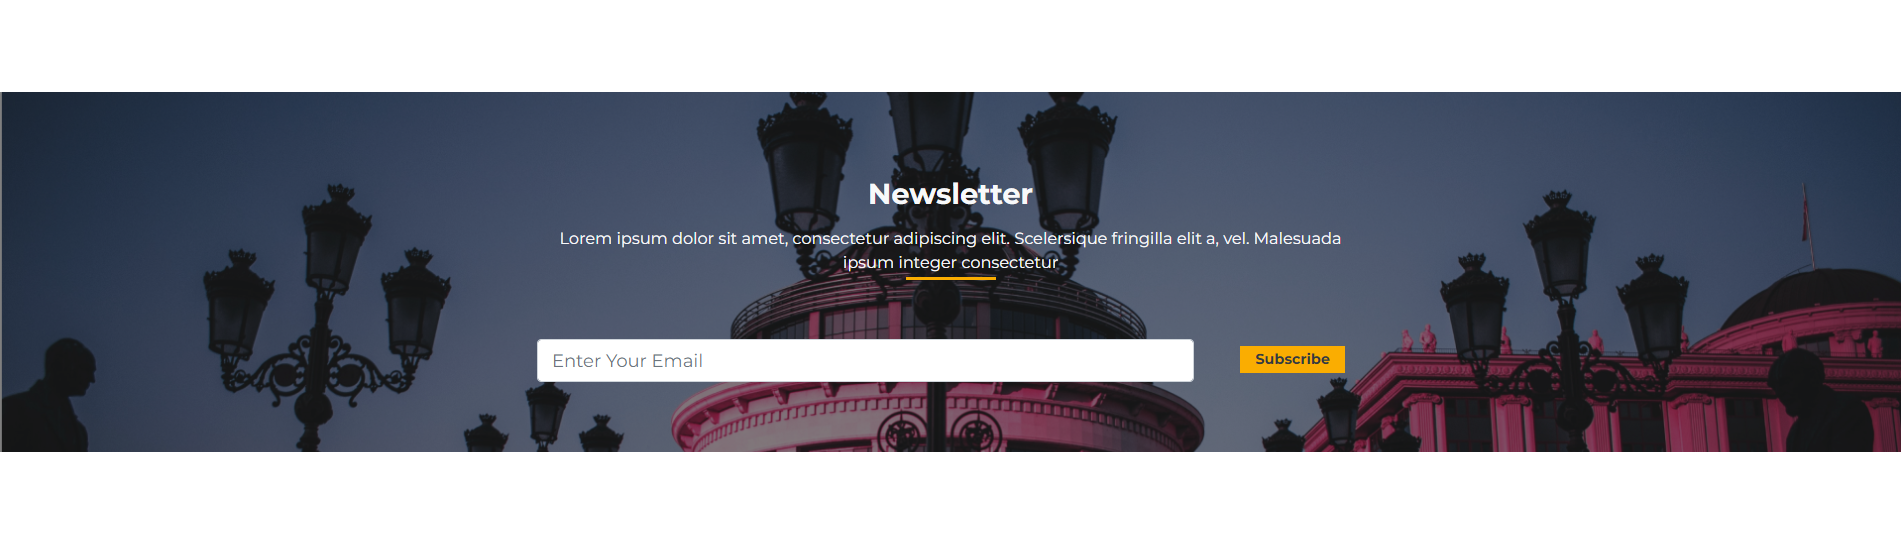 Newsletter
Lorem ipsum dolor sit amet, consectetur adipiscing elit. Scelersique fringilla elit a, vel. Malesuada
ipsum integer consectetur
Enter Your Email
Subscribe